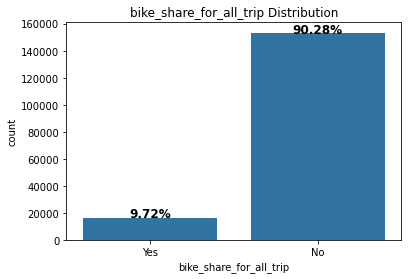 bike_share_for_all_trip Distribution
160000
140000
120000
100000
80000
60000
40000
20000
0
count
90.28%
9.72%
Yes No
bike_share_for_all_trip